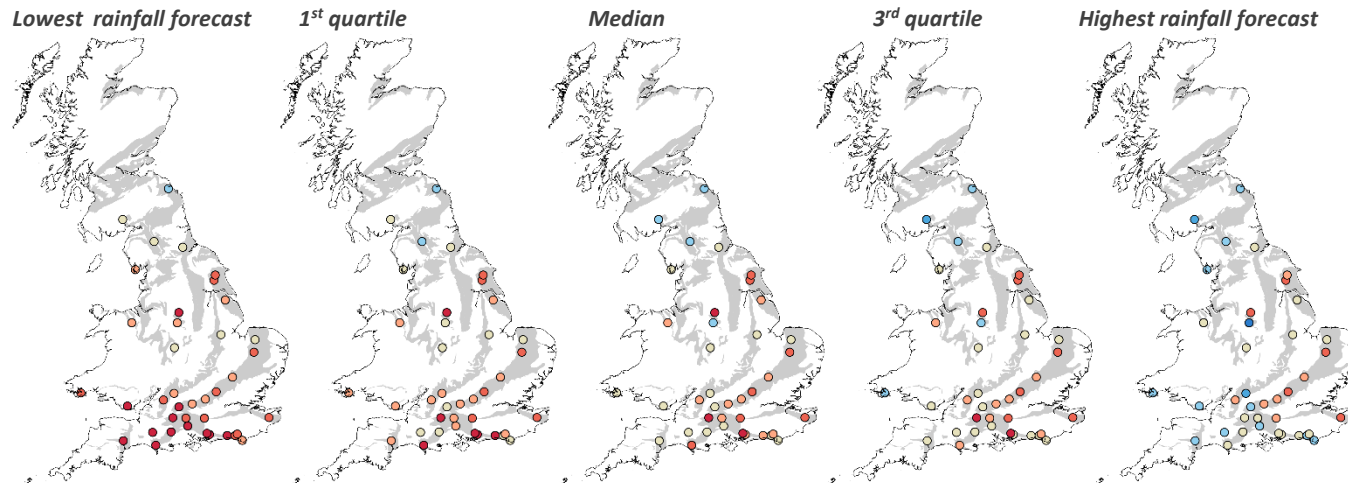 Lowest rainfall forecast
1st quartile
Median
3rd quartile
Highest rainfall forecast